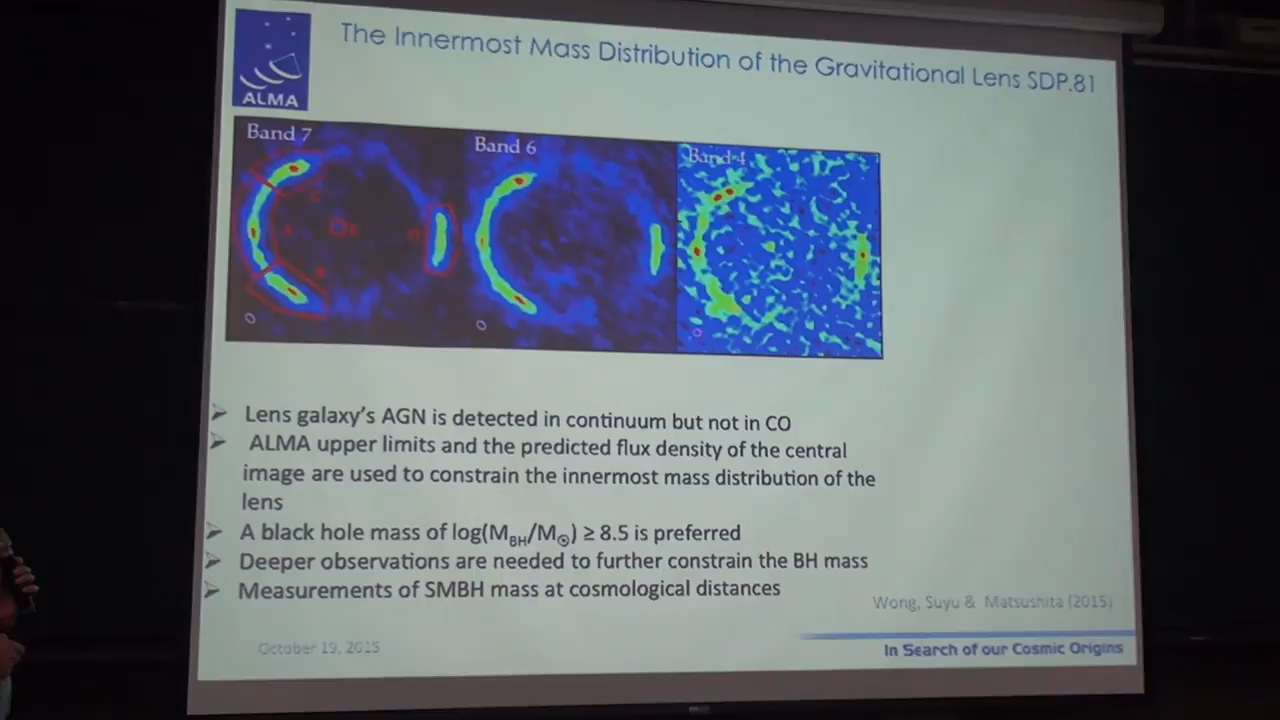 The Innermost Mass Distribution of the Gravitational Lens SDP.81
ALMA
Band 7
Band 6
Band 4
➢ Lens galaxy's AGN is detected in continuum but not in CO
➢ ALMA upper limits and the predicted flux density of the central
image are used to constrain the innermost mass distribution of the
lens
➢ A black hole mass of log(M_BH/M_⊙) ≥ 8.5 is preferred
➢ Deeper observations are needed to further constrain the BH mass
➢ Measurements of SMBH mass at cosmological distances
Wong, Suyu & Matsushita (2015)
October 19, 2015
In Search of our Cosmic Origins